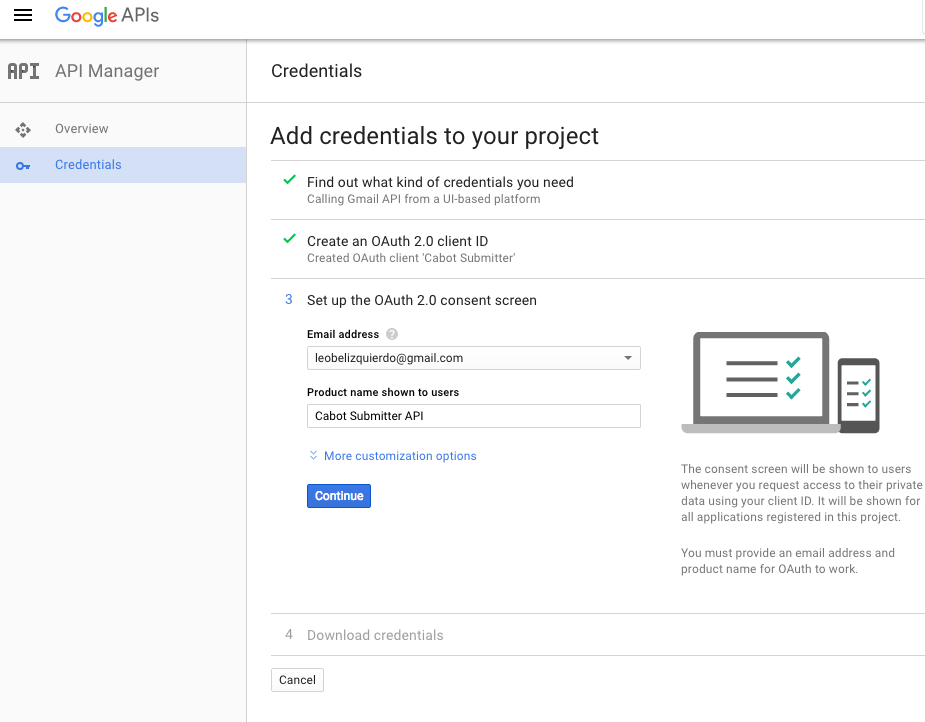 Google APIs
API API Manager
Credentials
Overview
Credentials
Add credentials to your project
Find out what kind of credentials you need
Calling Gmail API from a UI-based platform
Create an OAuth 2.0 client ID
Created OAuth client 'Cabot Submitter'
3 Set up the OAuth 2.0 consent screen
Email address ?
leobelizquierdo@gmail.com
Product name shown to users
Cabot Submitter API
More customization options
Continue
The consent screen will be shown to users
whenever you request access to their private
data using your client ID. It will be shown for
all applications registered in this project.
You must provide an email address and
product name for OAuth to work.
4 Download credentials
Cancel